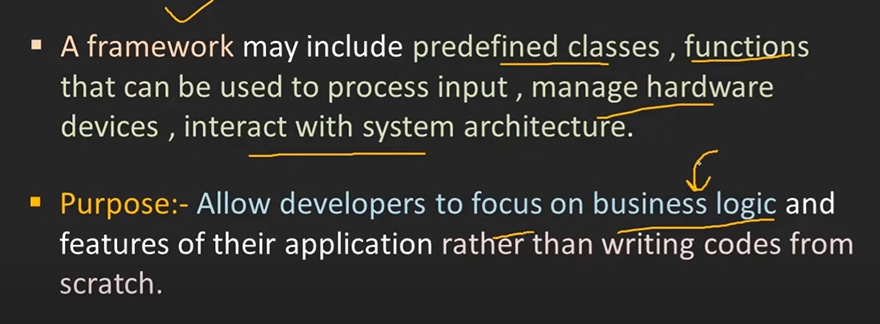 ▪ A framework may include predefined classes , functions
that can be used to process input , manage hardware
devices , interact with system architecture.
▪ Purpose:- Allow developers to focus on business logic and
features of their application rather than writing codes from
scratch.